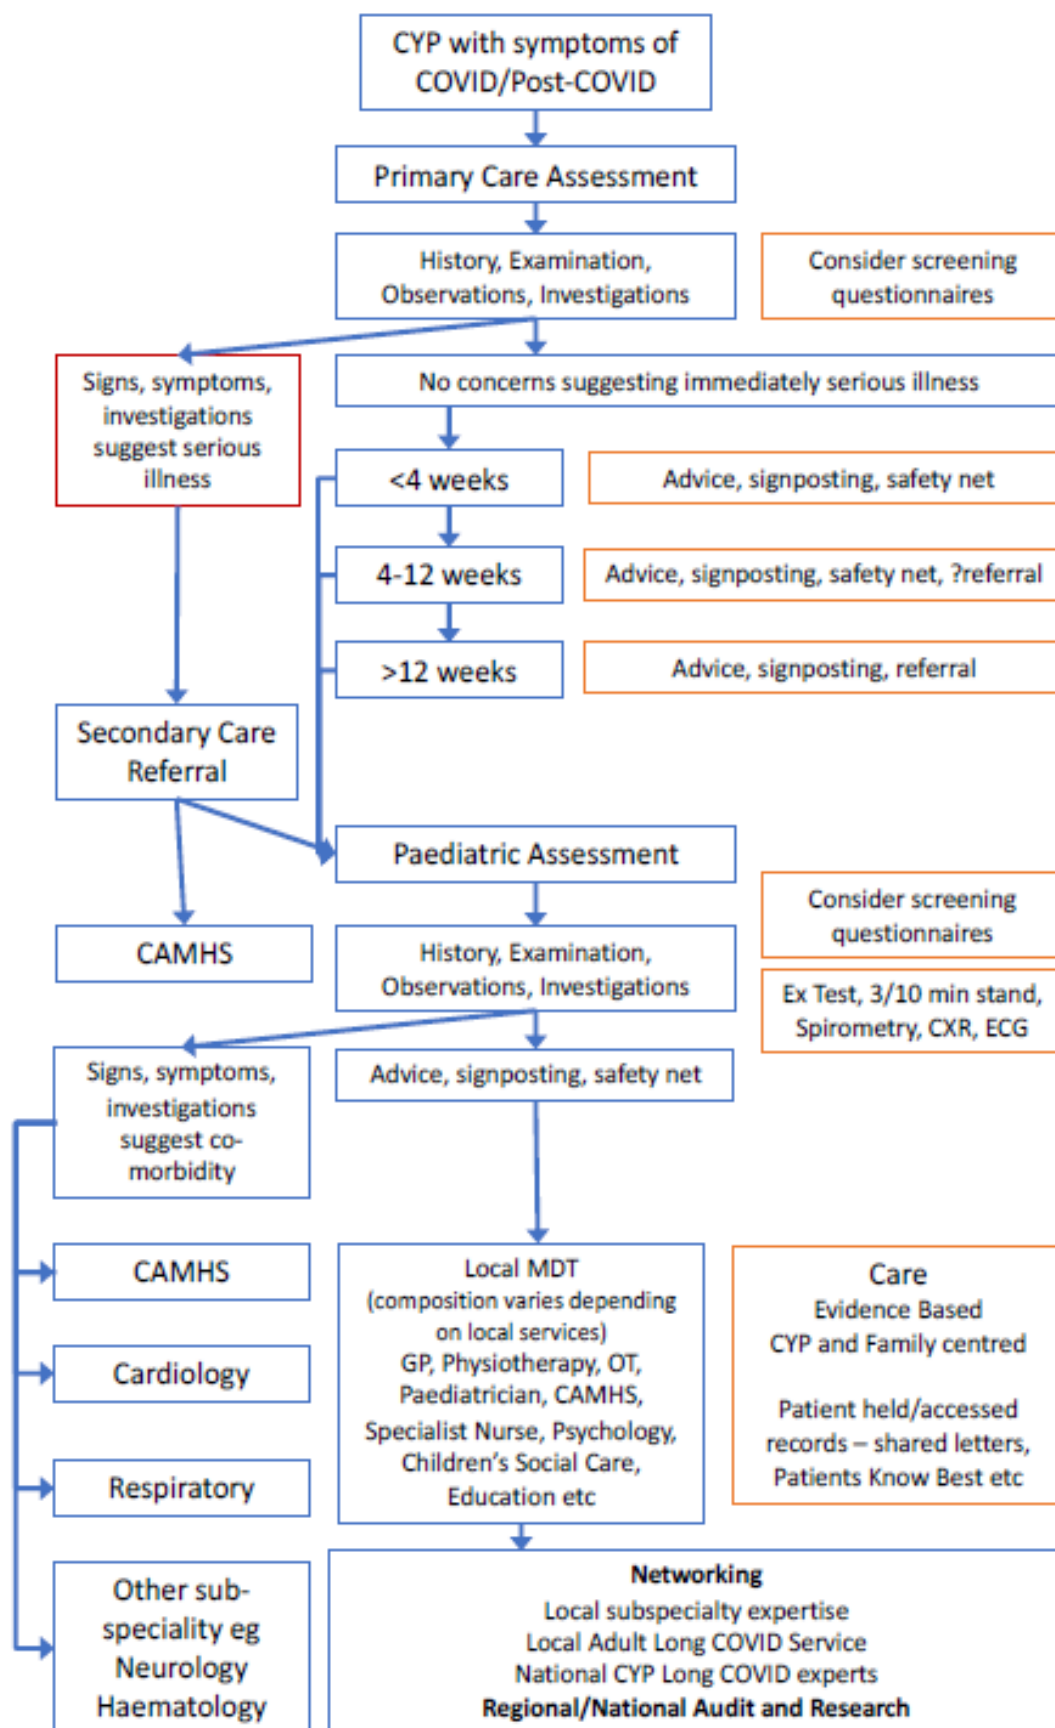 CYP with symptoms of
COVID/Post-COVID
Primary Care Assessment
History, Examination,
Observations, Investigations
Consider screening
questionnaires
Signs, symptoms,
investigations
suggest serious
illness
No concerns suggesting immediately serious illness
<4 weeks
Advice, signposting, safety net
4-12 weeks
Advice, signposting, safety net, ?referral
>12 weeks
Advice, signposting, referral
Secondary Care
Referral
Paediatric Assessment
CAMHS
History, Examination,
Observations, Investigations
Consider screening
questionnaires
Ex Test, 3/10 min stand,
Spirometry, CXR, ECG
Signs, symptoms,
investigations
suggest co-
morbidity
Advice, signposting, safety net
CAMHS
Cardiology
Respiratory
Other sub-
speciality eg
Neurology
Haematology
Local MDT
(composition varies depending
on local services)
GP, Physiotherapy, OT,
Paediatrician, CAMHS,
Specialist Nurse, Psychology,
Children's Social Care,
Education etc
Care
Evidence Based
CYP and Family centred
Patient held/accessed
records – shared letters,
Patients Know Best etc
Networking
Local subspecialty expertise
Local Adult Long COVID Service
National CYP Long COVID experts
Regional/National Audit and Research